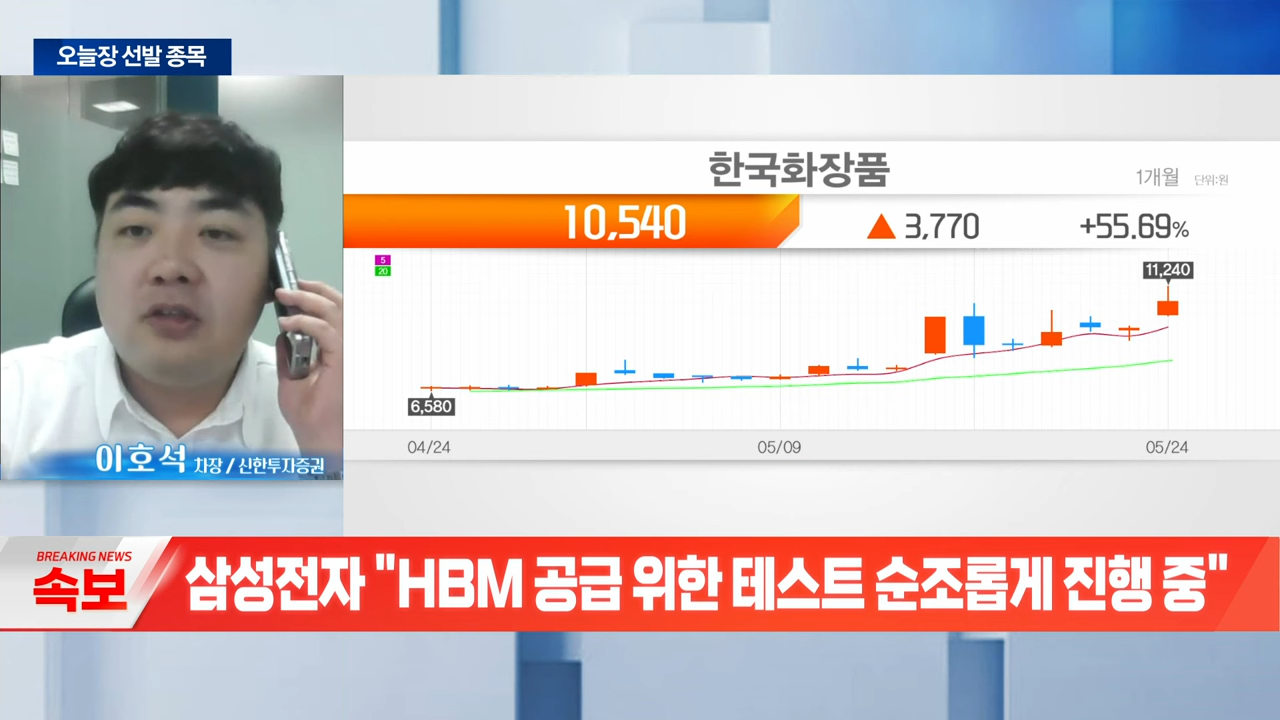 오늘장 선발 종목
한국화장품
1개월 단위:원
10,540 ▲ 3,770 +55.69%
5
20
11,240
6,580
04/24 05/09 05/24
이호석 차장 / 신한투자증권
BREAKING NEWS
속보
삼성전자 "HBM 공급 위한 테스트 순조롭게 진행 중"